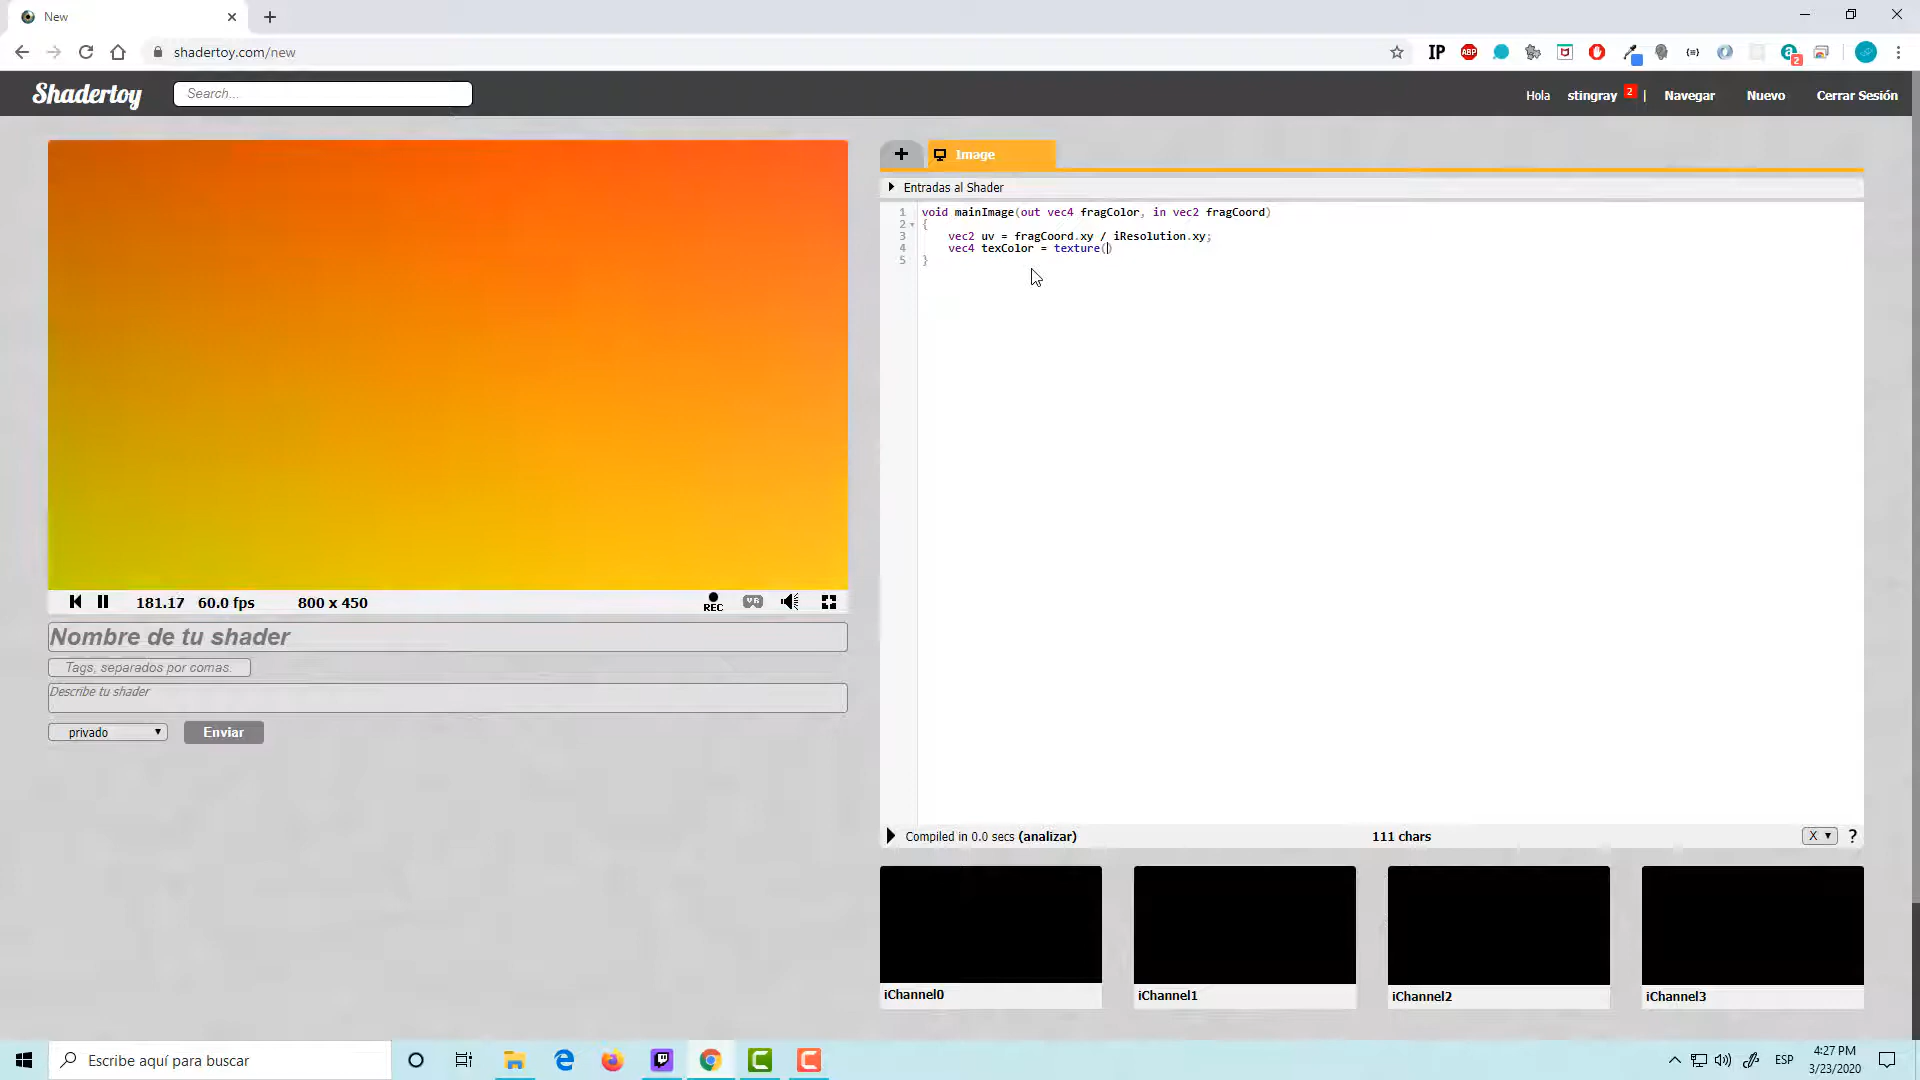 New
shadertoy.com/new
IP
ABP
2
Shadertoy
Search...
Hola stingray 2 | Navegar Nuevo Cerrar Sesión
+ Image
Entradas al Shader
1 void mainImage(out vec4 fragColor, in vec2 fragCoord)
2 {
3 vec2 uv = fragCoord.xy / iResolution.xy;
4 vec4 texColor = texture()
5 }
181.17 60.0 fps 800 x 450
REC
VR
Nombre de tu shader
Tags, separados por comas.
Describe tu shader
privado Enviar
Compiled in 0.0 secs (analizar) 111 chars X ?
iChannel0 iChannel1 iChannel2 iChannel3
Escribe aquí para buscar
ESP
4:27 PM
3/23/2020